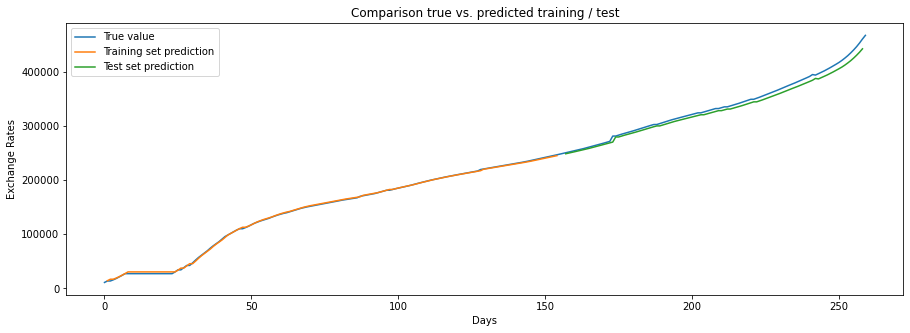 Comparison true vs. predicted training / test
True value
Training set prediction
Test set prediction
Exchange Rates
400000
300000
200000
100000
0
0 50 100 150 200 250
Days